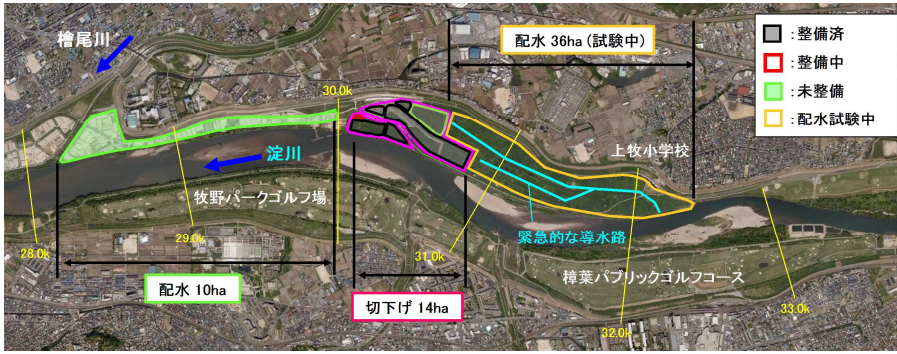 檜尾川
配水 36ha（試験中）
：整備済
：整備中
：未整備
：配水試験中
30.0k
上牧小学校
淀川
牧野パークゴルフ場
緊急的な導水路
28.0k
29.0k
31.0k
樟葉パブリックゴルフコース
配水 10ha
切下げ 14ha
32.0k
33.0k